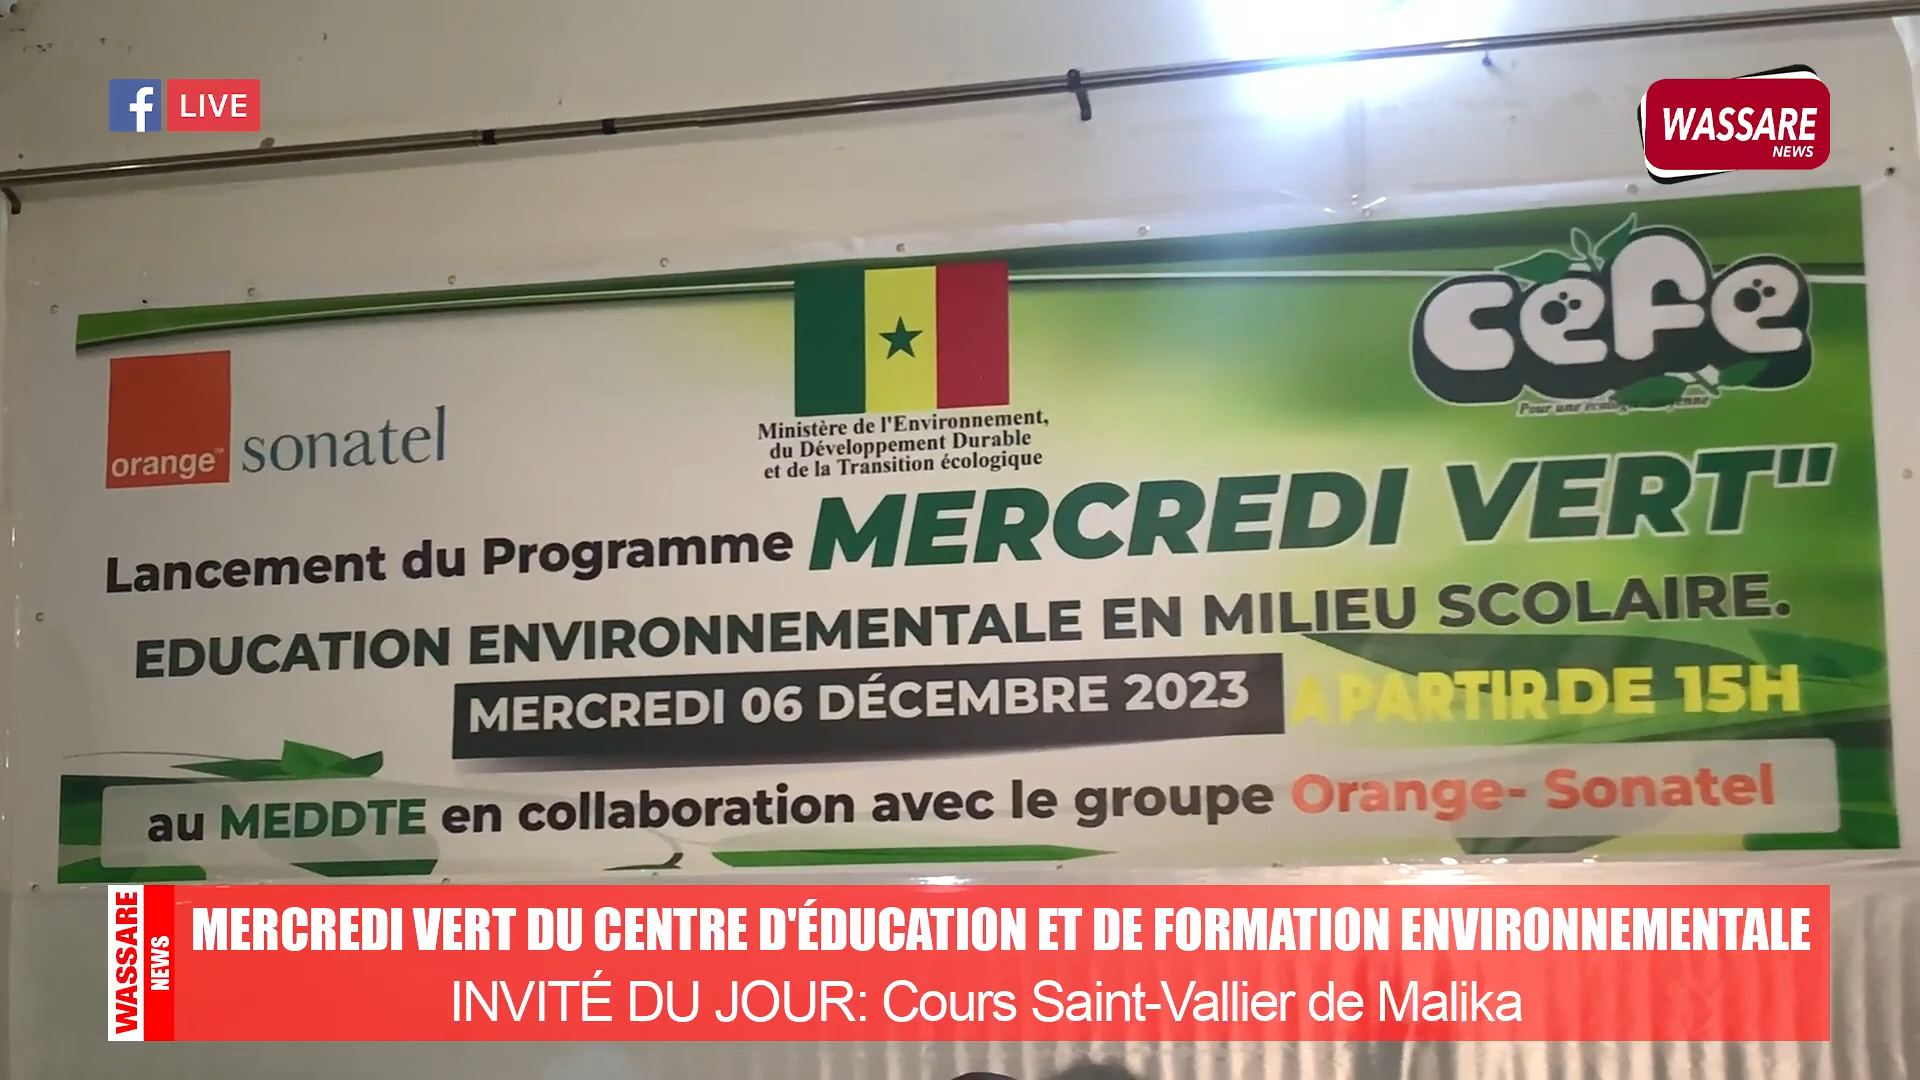 f LIVE
WASSARE
NEWS
cefe
Pour une
orange™ sonatel
Ministère de l'Environnement,
du Développement Durable
et de la Transition écologique
Lancement du Programme MERCREDI VERT"
EDUCATION ENVIRONNEMENTALE EN MILIEU SCOLAIRE.
MERCREDI 06 DÉCEMBRE 2023 A PARTIR DE 15H
au MEDDTE en collaboration avec le groupe Orange- Sonatel
WASSARE
NEWS
MERCREDI VERT DU CENTRE D'ÉDUCATION ET DE FORMATION ENVIRONNEMENTALE
INVITÉ DU JOUR: Cours Saint-Vallier de Malika